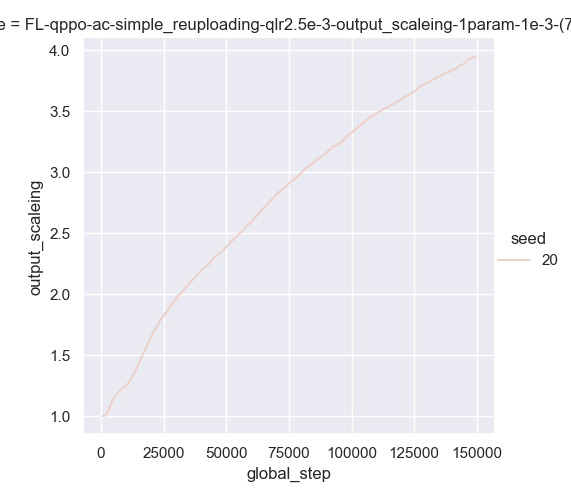 e = FL-qppo-ac-simple_reuploading-qlr2.5e-3-output_scaleing-1param-1e-3-(7
4.0
3.5
3.0
2.5
2.0
1.5
1.0
output_scaleing
0 25000 50000 75000 100000 125000 150000
global_step
seed
20